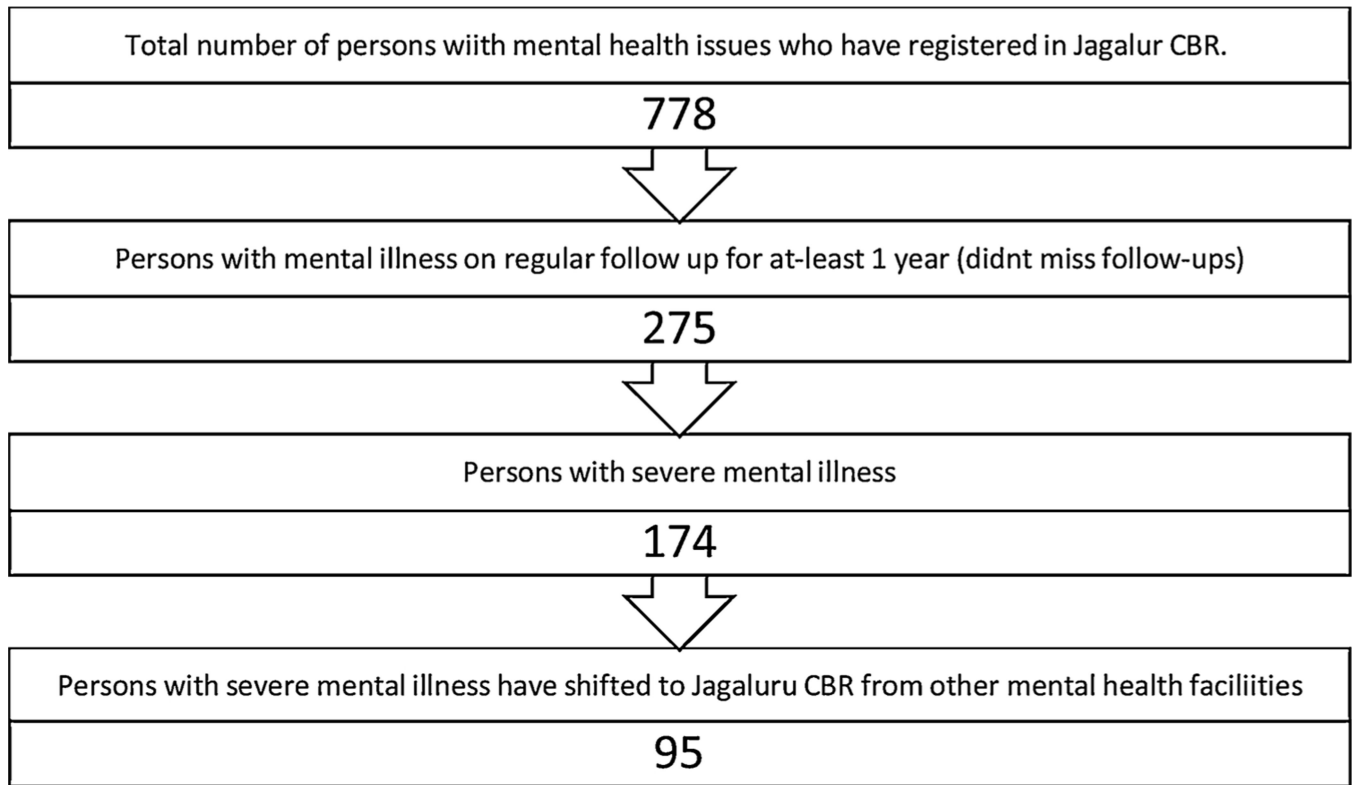 Total number of persons wiith mental health issues who have registered in Jagalur CBR.
778
Persons with mental illness on regular follow up for at-least 1 year (didnt miss follow-ups)
275
Persons with severe mental illness
174
Persons with severe mental illness have shifted to Jagaluru CBR from other mental health faciliities
95